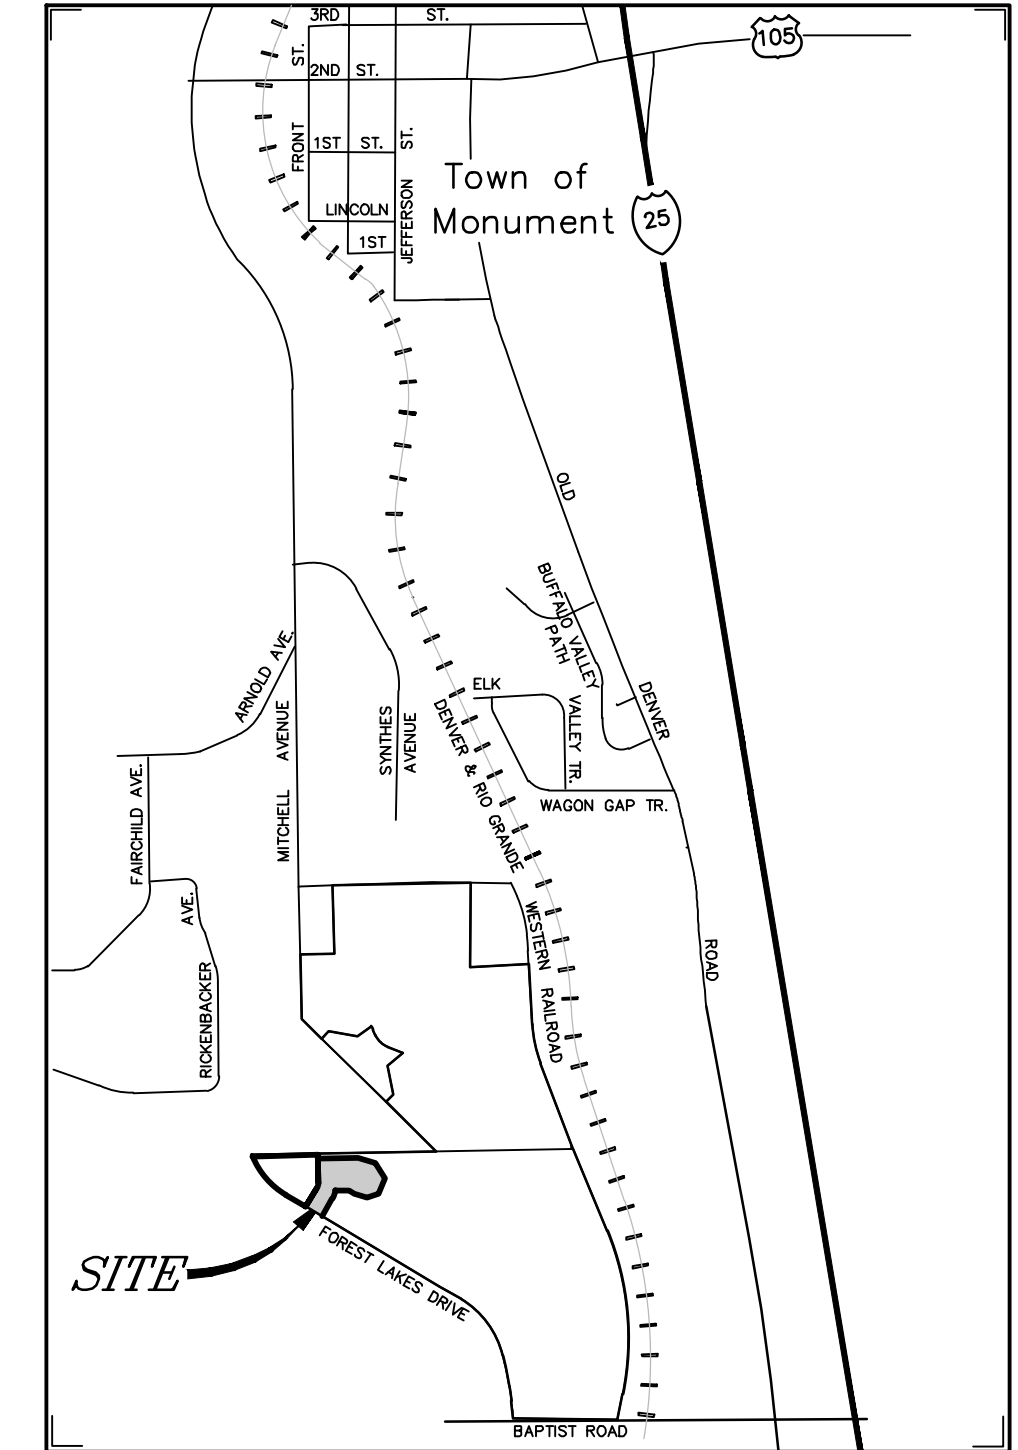 3RD ST.
105
FRONT ST.
2ND ST.
1ST ST.
JEFFERSON ST.
Town of
Monument
LINCOLN
25
1ST
OLD DENVER ROAD
BUFFALO VALLEY
PATH
ARNOLD AVE.
ELK
VALLEY TR.
MITCHELL AVENUE
SYNTHES
AVENUE
DENVER & RIO GRANDE WESTERN RAILROAD
WAGON GAP TR.
FAIRCHILD AVE.
RICKENBACKER AVE.
SITE
FOREST LAKES DRIVE
BAPTIST ROAD